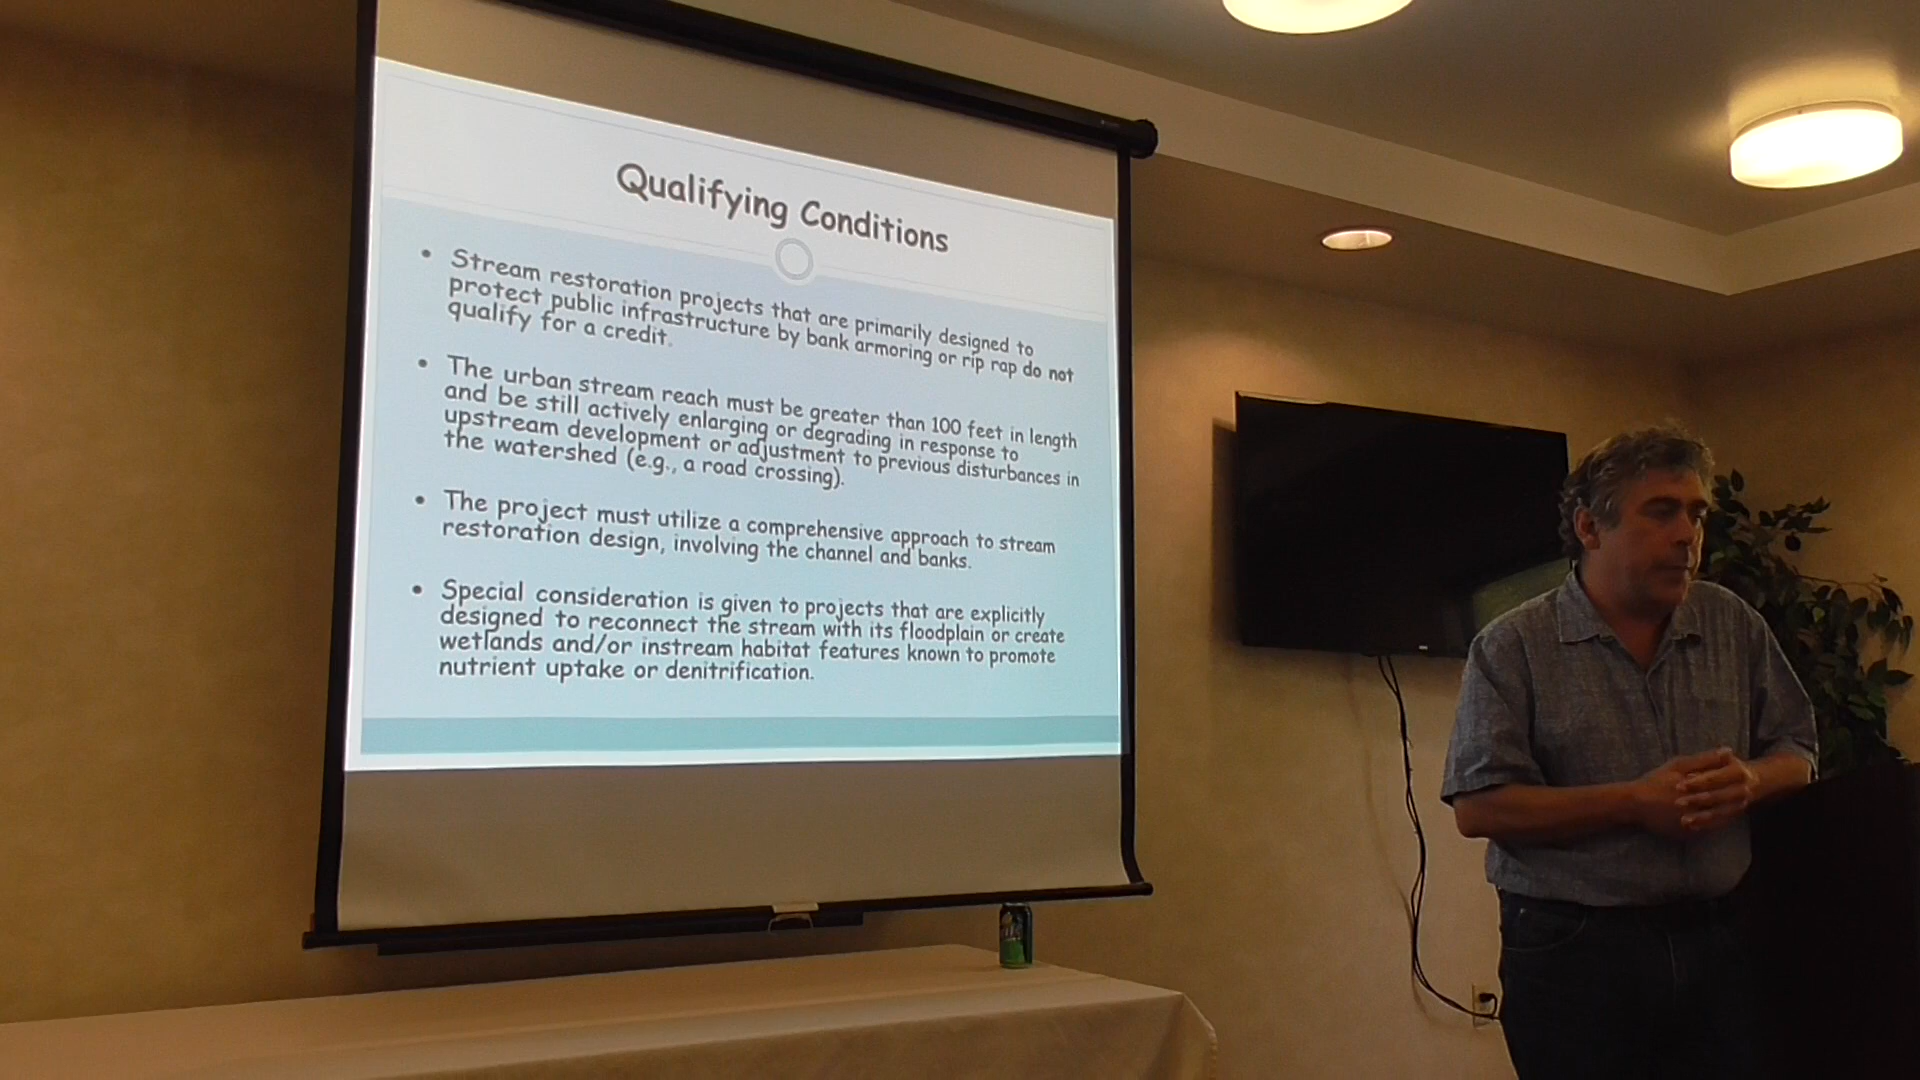 Qualifying Conditions
• Stream restoration projects that are primarily designed to
protect public infrastructure by bank armoring or rip rap do not
qualify for a credit.
• The urban stream reach must be greater than 100 feet in length
and be still actively enlarging or degrading in response to
upstream development or adjustment to previous disturbances in
the watershed (e.g., a road crossing).
• The project must utilize a comprehensive approach to stream
restoration design, involving the channel and banks.
• Special consideration is given to projects that are explicitly
designed to reconnect the stream with its floodplain or create
wetlands and/or instream habitat features known to promote
nutrient uptake or denitrification.